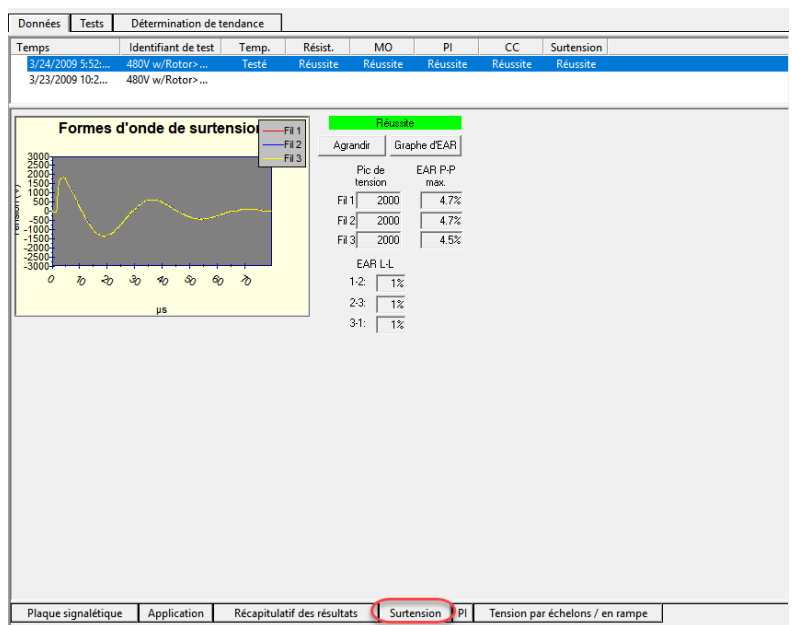 Données Tests Détermination de tendance
Temps Identifiant de test Temp. Résist. MO PI CC Surtension
3/24/2009 5:52:... 480V w/Rotor>... Testé Réussite Réussite Réussite Réussite Réussite
3/23/2009 10:2... 480V w/Rotor>...
Formes d'onde de surtension
Fil 1
Fil 2
Fil 3
3000
2500
2000
1500
1000
500
0
-500
-1000
-1500
-2000
-2500
-3000
0 10 20 30 40 50 60 70
µs
Réussite
Agrandir Graphe d'EAR
Pic de tension EAR P-P max.
Fil 1 2000 4.7%
Fil 2 2000 4.7%
Fil 3 2000 4.5%
EAR L-L
1-2: 1%
2-3: 1%
3-1: 1%
Plaque signalétique Application Récapitulatif des résultats Surtension PI Tension par échelons / en rampe